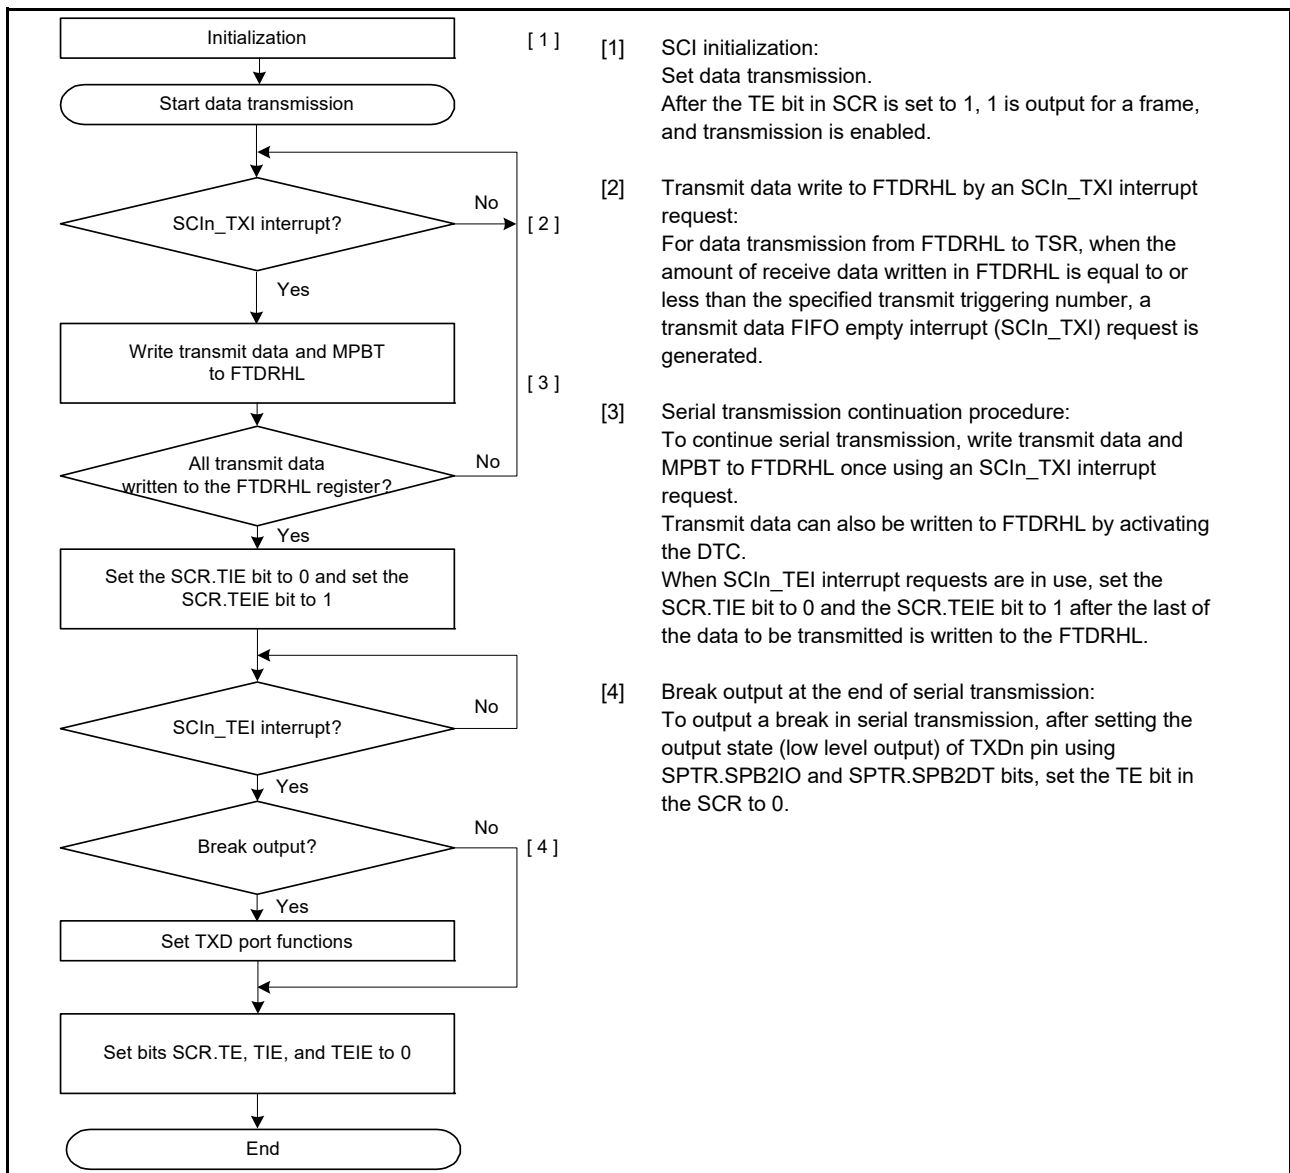 Initialization
[ 1 ]
Start data transmission
SCIn_TXI interrupt?
No
[ 2 ]
Yes
Write transmit data and MPBT
to FTDRHL
[ 3 ]
All transmit data
written to the FTDRHL register?
No
Yes
Set the SCR.TIE bit to 0 and set the
SCR.TEIE bit to 1
SCIn_TEI interrupt?
No
Yes
Break output?
No
[ 4 ]
Yes
Set TXD port functions
Set bits SCR.TE, TIE, and TEIE to 0
End
[1] SCI initialization:
Set data transmission.
After the TE bit in SCR is set to 1, 1 is output for a frame,
and transmission is enabled.
[2] Transmit data write to FTDRHL by an SCIn_TXI interrupt
request:
For data transmission from FTDRHL to TSR, when the
amount of receive data written in FTDRHL is equal to or
less than the specified transmit triggering number, a
transmit data FIFO empty interrupt (SCIn_TXI) request is
generated.
[3] Serial transmission continuation procedure:
To continue serial transmission, write transmit data and
MPBT to FTDRHL once using an SCIn_TXI interrupt
request.
Transmit data can also be written to FTDRHL by activating
the DTC.
When SCIn_TEI interrupt requests are in use, set the
SCR.TIE bit to 0 and the SCR.TEIE bit to 1 after the last of
the data to be transmitted is written to the FTDRHL.
[4] Break output at the end of serial transmission:
To output a break in serial transmission, after setting the
output state (low level output) of TXDn pin using
SPTR.SPB2IO and SPTR.SPB2DT bits, set the TE bit in
the SCR to 0.